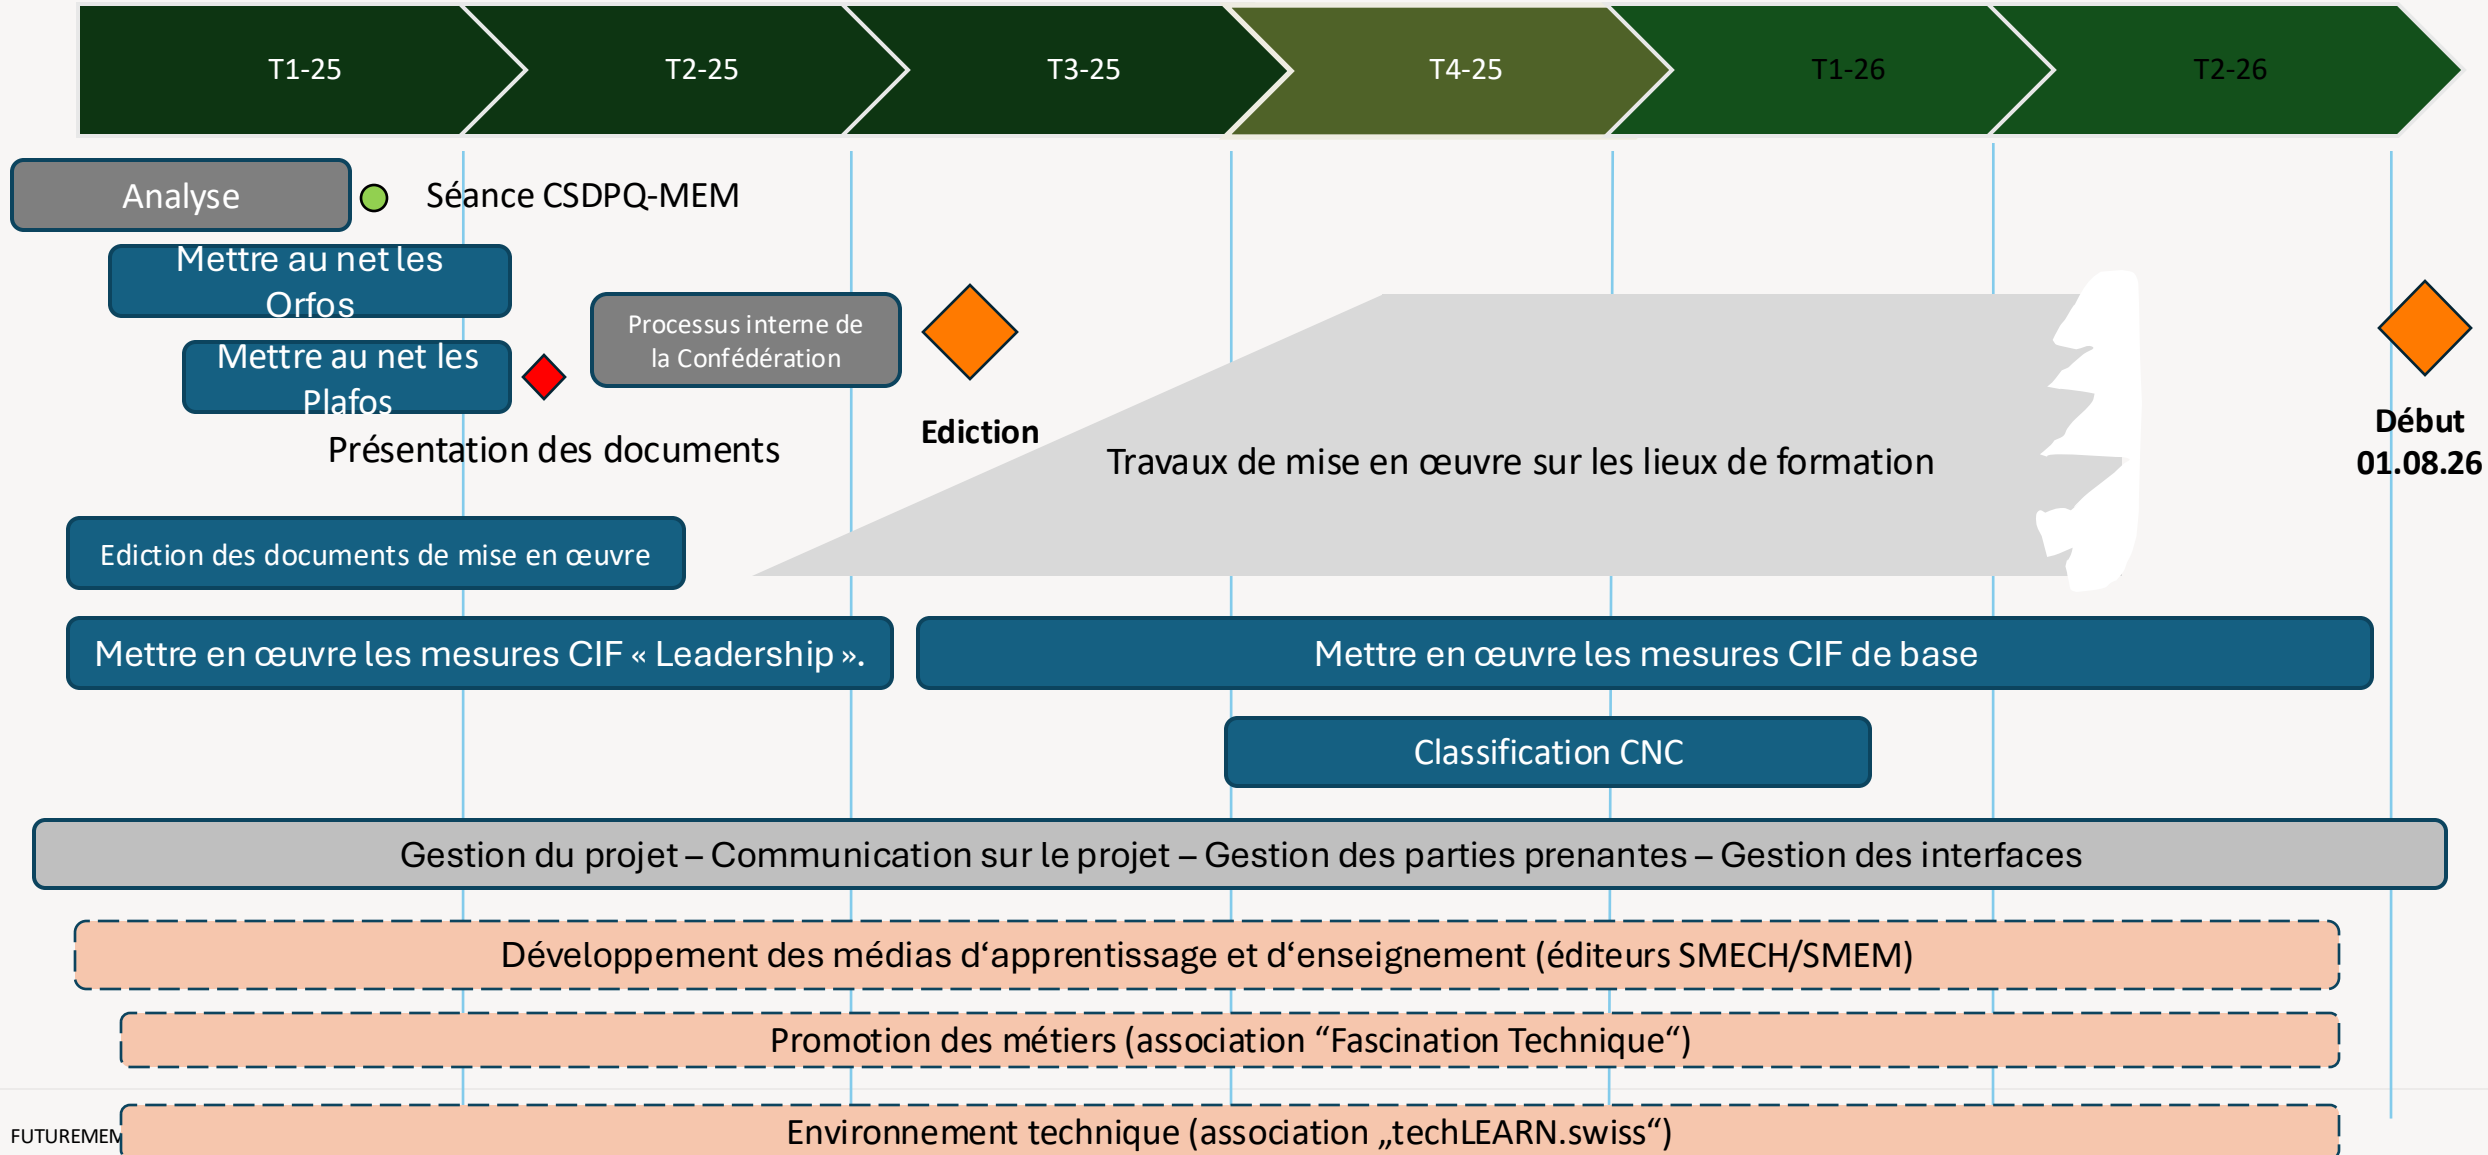 T1-25
T2-25
T3-25
T4-25
T1-26
T2-26
Analyse
Séance CSDPQ-MEM
Mettre au net les
Orfos
Mettre au net les
Plafos
Processus interne de
la Confédération
Présentation des documents
Ediction
Travaux de mise en œuvre sur les lieux de formation
Début
01.08.26
Ediction des documents de mise en œuvre
Mettre en œuvre les mesures CIF « Leadership ».
Mettre en œuvre les mesures CIF de base
Classification CNC
Gestion du projet – Communication sur le projet – Gestion des parties prenantes – Gestion des interfaces
Développement des médias d‘apprentissage et d‘enseignement (éditeurs SMECH/SMEM)
Promotion des métiers (association “Fascination Technique“)
Environnement technique (association „techLEARN.swiss“)
FUTUREMEM